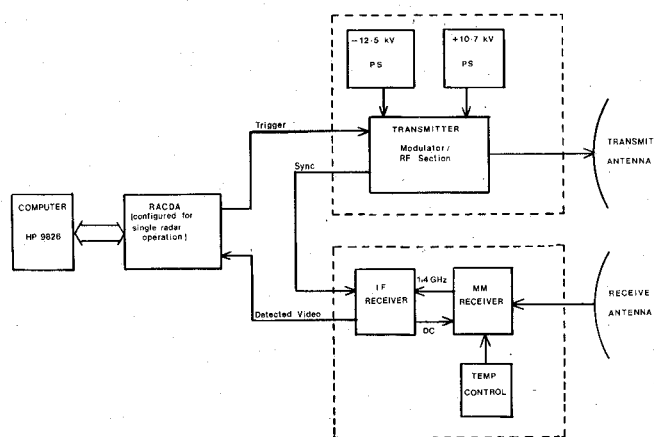 −12·5 kV
PS
+10·7 kV
PS
Trigger
TRANSMITTER
Modulator/
RF Section
TRANSMIT
ANTENNA
Sync
COMPUTER
HP 9826
RACDA
(configured for
single radar
operation)
IF
RECEIVER
1.4 GHz
MM
RECEIVER
RECEIVE
ANTENNA
Detected Video
DC
TEMP
CONTROL